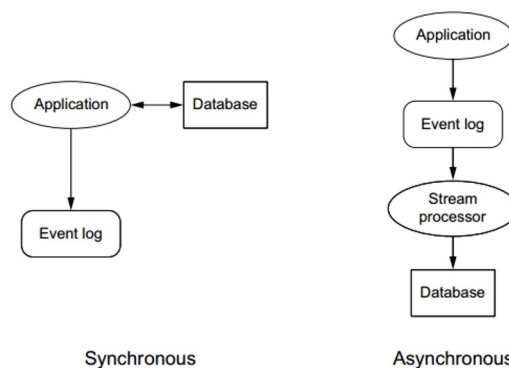 Application
Database
Event log
Synchronous
Application
Event log
Stream
processor
Database
Asynchronous